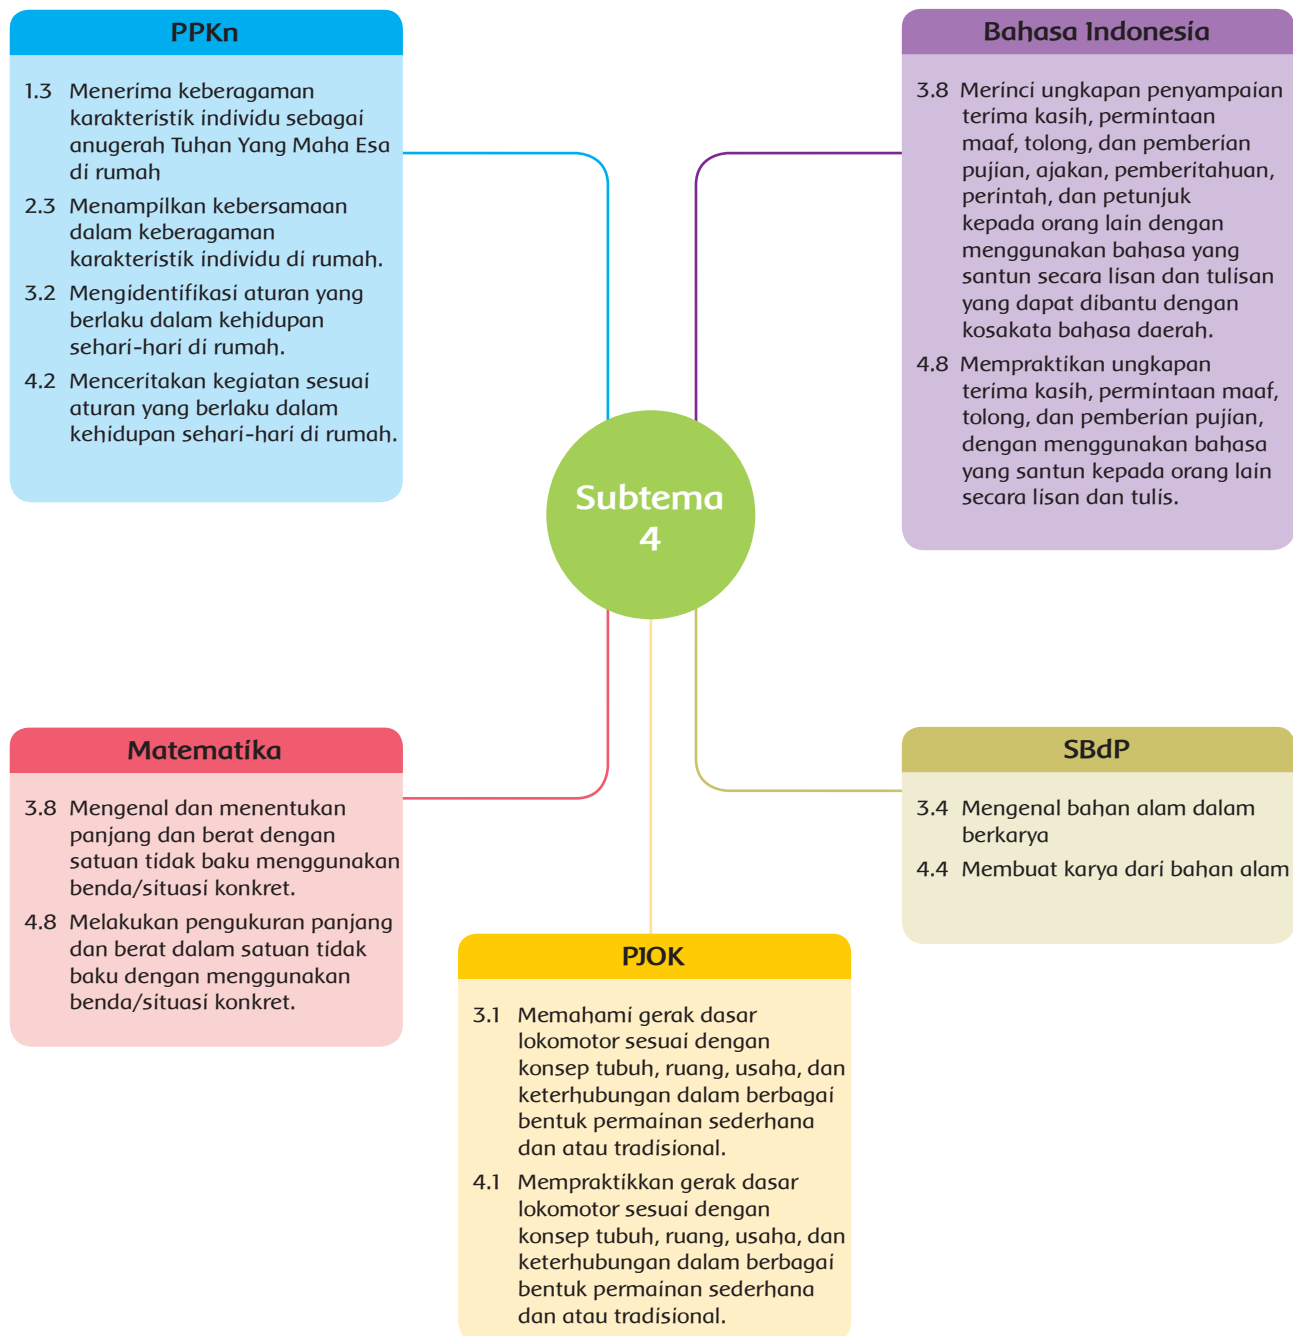 PPKn
1.3 Menerima keberagaman
karakteristik individu sebagai
anugerah Tuhan Yang Maha Esa
di rumah
2.3 Menampilkan kebersamaan
dalam keberagaman
karakteristik individu di rumah.
3.2 Mengidentifikasi aturan yang
berlaku dalam kehidupan
sehari-hari di rumah.
4.2 Menceritakan kegiatan sesuai
aturan yang berlaku dalam
kehidupan sehari-hari di rumah.
Bahasa Indonesia
3.8 Merinci ungkapan penyampaian
terima kasih, permintaan
maaf, tolong, dan pemberian
pujian, ajakan, pemberitahuan,
perintah, dan petunjuk
kepada orang lain dengan
menggunakan bahasa yang
santun secara lisan dan tulisan
yang dapat dibantu dengan
kosakata bahasa daerah.
4.8 Mempraktikan ungkapan
terima kasih, permintaan maaf,
tolong, dan pemberian pujian,
dengan menggunakan bahasa
yang santun kepada orang lain
secara lisan dan tulis.
Subtema
4
Matematika
3.8 Mengenal dan menentukan
panjang dan berat dengan
satuan tidak baku menggunakan
benda/situasi konkret.
4.8 Melakukan pengukuran panjang
dan berat dalam satuan tidak
baku dengan menggunakan
benda/situasi konkret.
SBdP
3.4 Mengenal bahan alam dalam
berkarya
4.4 Membuat karya dari bahan alam
PJOK
3.1 Memahami gerak dasar
lokomotor sesuai dengan
konsep tubuh, ruang, usaha, dan
keterhubungan dalam berbagai
bentuk permainan sederhana
dan atau tradisional.
4.1 Mempraktikkan gerak dasar
lokomotor sesuai dengan
konsep tubuh, ruang, usaha, dan
keterhubungan dalam berbagai
bentuk permainan sederhana
dan atau tradisional.